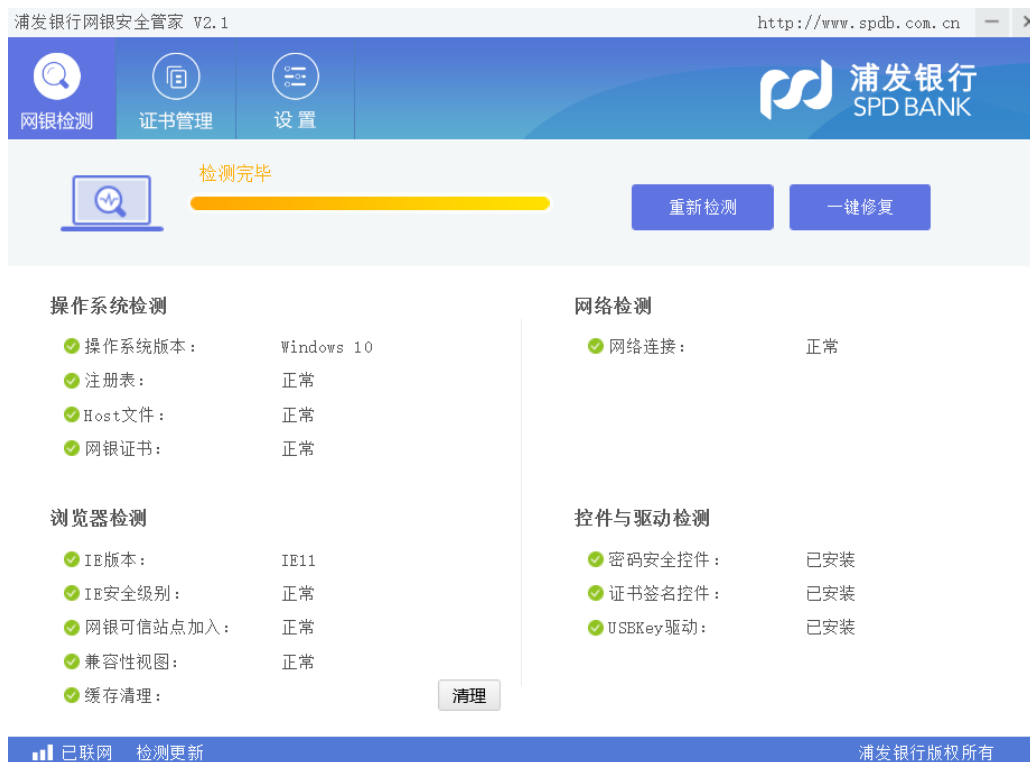 浦发银行网银安全管家 V2.1
http://www.spdb.com.cn
网银检测
证书管理
设置
浦发银行
SPD BANK
检测完毕
重新检测
一键修复
操作系统检测
操作系统版本： Windows 10
注册表： 正常
Host文件： 正常
网银证书： 正常
网络检测
网络连接： 正常
浏览器检测
IE版本： IE11
IE安全级别： 正常
网银可信站点加入： 正常
兼容性视图： 正常
缓存清理： 清理
控件与驱动检测
密码安全控件： 已安装
证书签名控件： 已安装
USBKey驱动： 已安装
已联网 检测更新
浦发银行版权所有